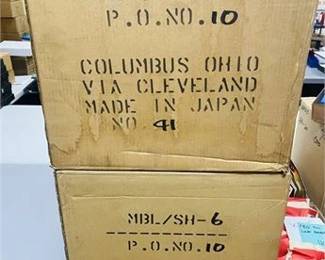 P.O.NO.10
COLUMBUS OHIO
VIA CLEVELAND
MADE IN JAPAN
NO. 41
MBL/SH-6
P.O.NO.10